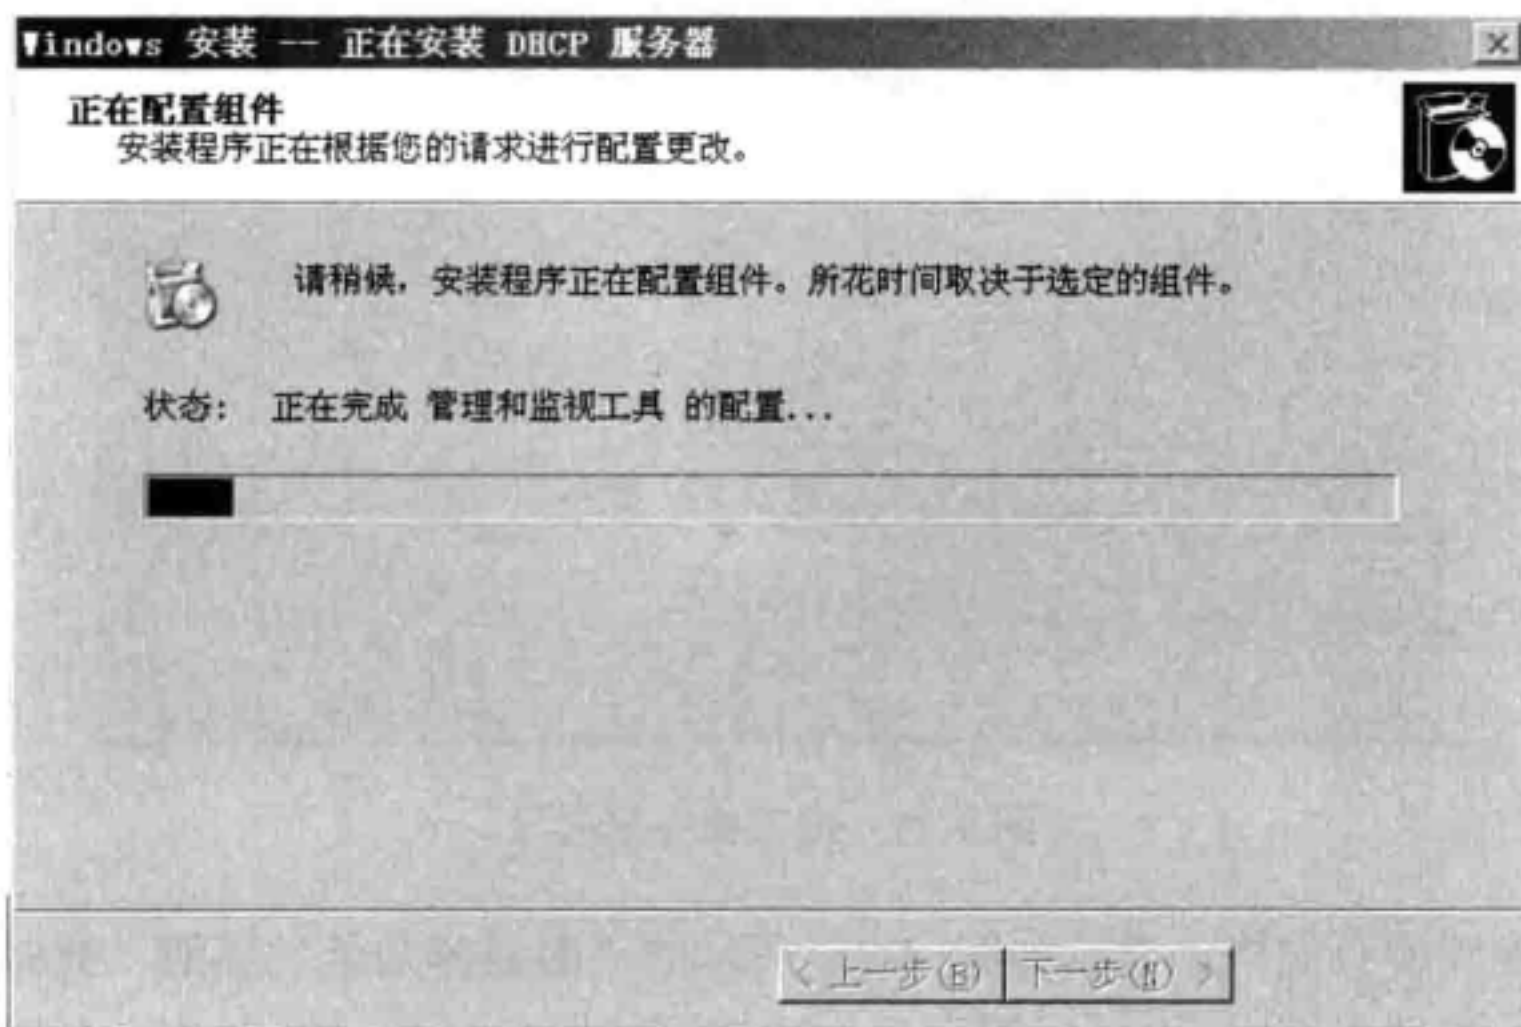 Windows 安装 -- 正在安装 DHCP 服务器
正在配置组件
安装程序正在根据您的请求进行配置更改。
请稍候，安装程序正在配置组件。所花时间取决于选定的组件。
状态： 正在完成 管理和监视工具 的配置...
< 上一步(B) 下一步(N) >